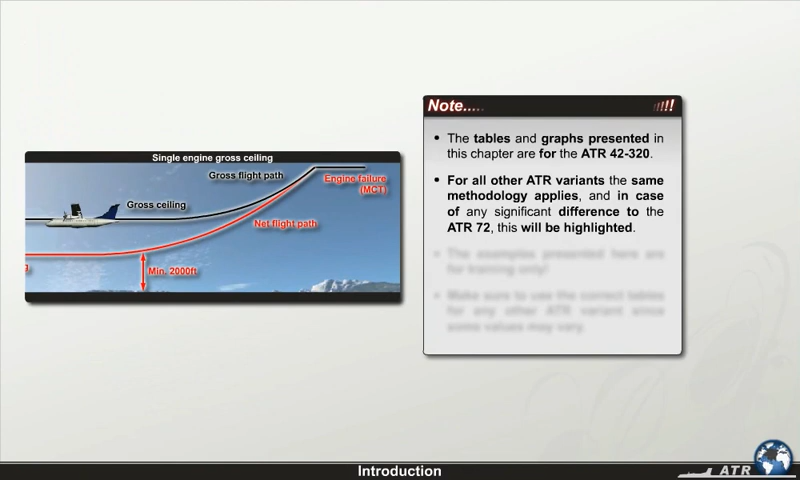 Single engine gross ceiling
Gross flight path
Engine failure
(MCT)
Gross ceiling
Net flight path
g
Min. 2000ft
Note.....
!!!!
• The tables and graphs presented in
this chapter are for the ATR 42-320.
• For all other ATR variants the same
methodology applies, and in case
of any significant difference to the
ATR 72, this will be highlighted.
• The examples presented here are
for training only!
• Make sure to use the correct tables
for any other ATR variant since
some values may vary.
Introduction
ATR